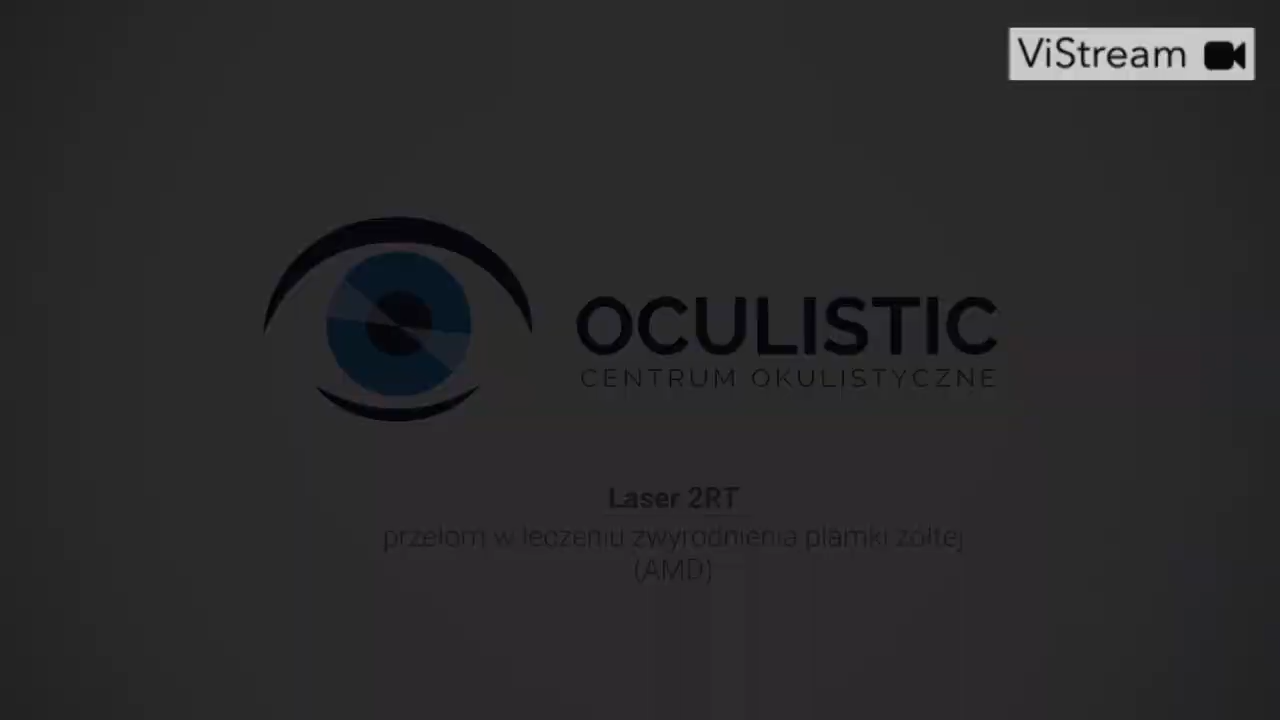 ViStream
OCULISTIC
CENTRUM OKULISTYCZNE
Laser 2RT
przełom w leczeniu zwyrodnienia plamki żółtej
(AMD)